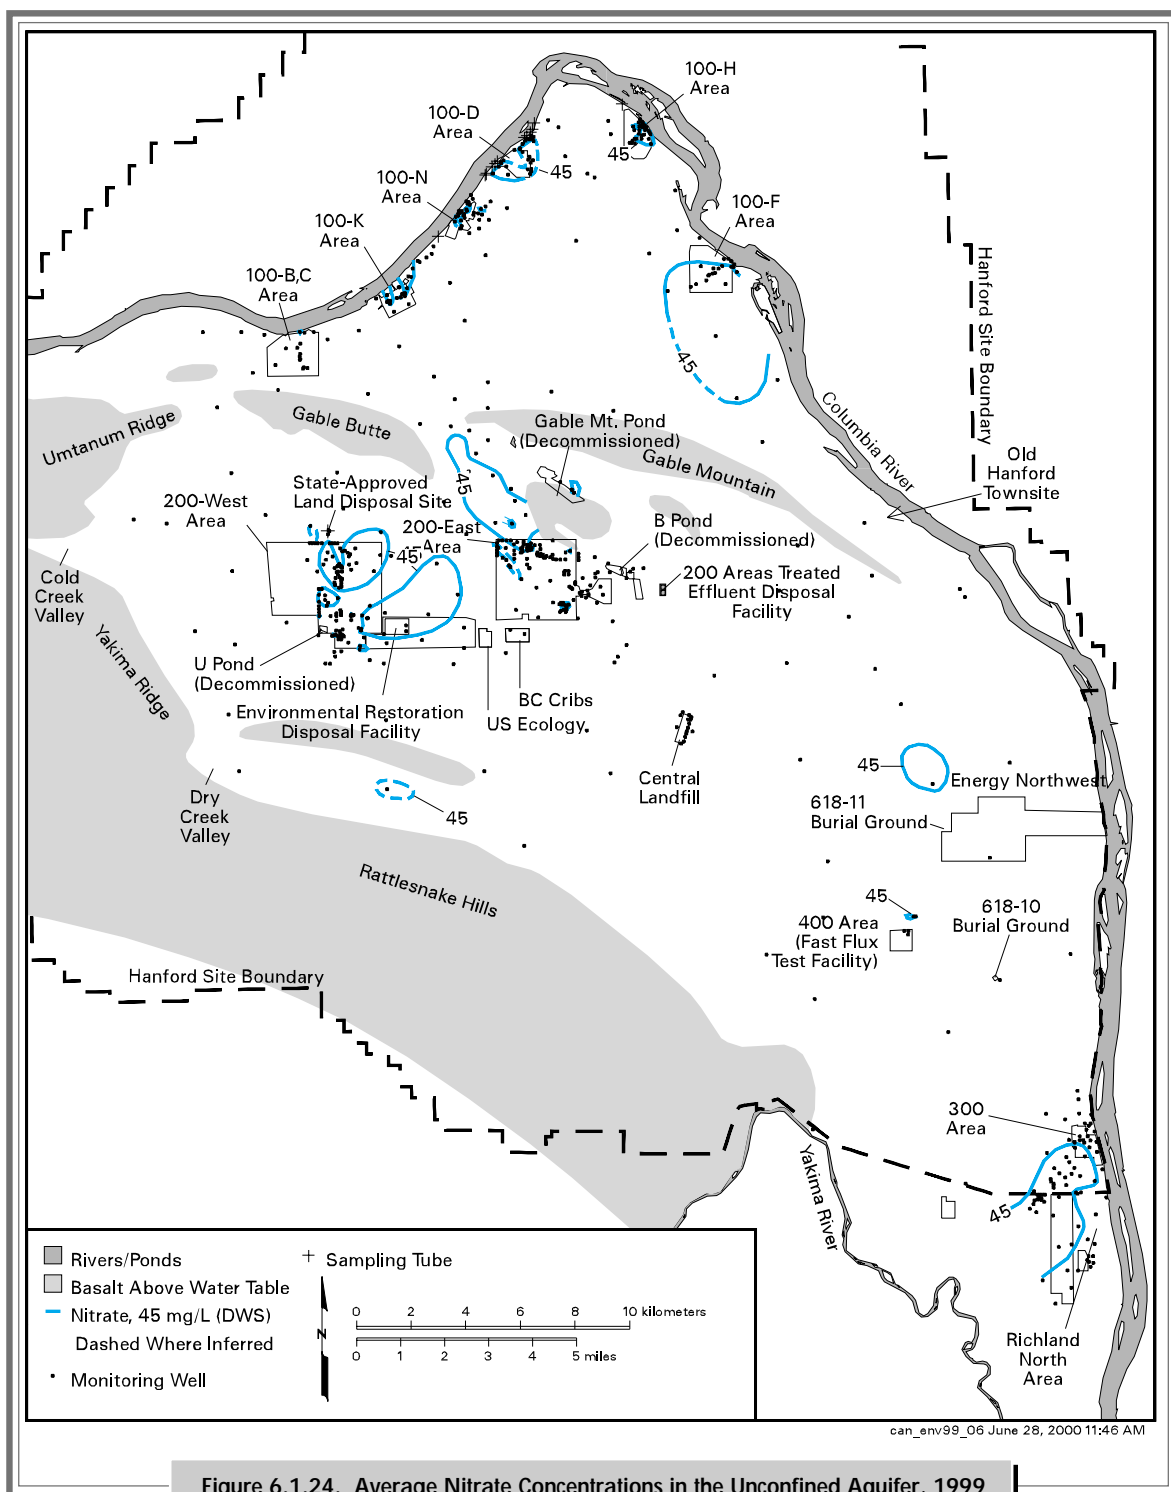 100-H
Area
100-D
Area
45
45
100-N
Area
100-F
Area
100-K
Area
100-B,C
Area
Hanford Site Boundary
45
Columbia River
Umtanum Ridge
Gable Butte
Gable Mt. Pond
(Decommissioned)
Gable Mountain
Old
Hanford
Townsite
State-Approved
Land Disposal Site
45
200-West
Area
200-East
Area
45
B Pond
(Decommissioned)
200 Areas Treated
Effluent Disposal
Facility
Cold
Creek
Valley
Yakima Ridge
U Pond
(Decommissioned)
BC Cribs
US Ecology
Environmental Restoration
Disposal Facility
Central
Landfill
45
Energy Northwest
618-11
Burial Ground
Dry
Creek
Valley
45
Rattlesnake Hills
45
400 Area
(Fast Flux
Test Facility)
618-10
Burial Ground
Hanford Site Boundary
300
Area
Yakima River
45
Richland
North
Area
Rivers/Ponds
Basalt Above Water Table
Nitrate, 45 mg/L (DWS)
Dashed Where Inferred
Monitoring Well
Sampling Tube
N
0 2 4 6 8 10 kilometers
0 1 2 3 4 5 miles
can_env99_06 June 28, 2000 11:46 AM
Figure 6.1.24. Average Nitrate Concentrations in the Unconfined Aquifer, 1999